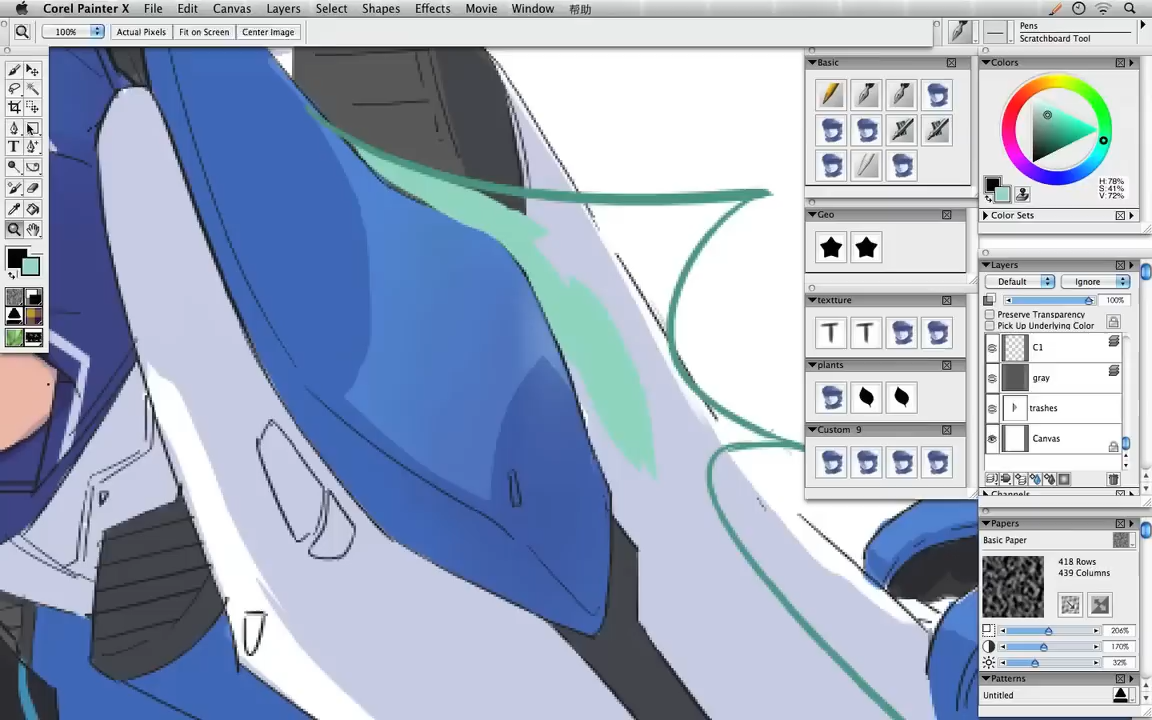 Corel Painter X File Edit Canvas Layers Select Shapes Effects Movie Window 帮助
100% Actual Pixels Fit on Screen Center Image
Pens
Scratchboard Tool
Basic
Geo
textture
T T
plants
Custom 9
Colors
H: 78%
S: 41%
V: 72%
Color Sets
Layers
Default Ignore
100%
Preserve Transparency
Pick Up Underlying Color
C1
gray
trashes
Canvas
Channels
Papers
Basic Paper
418 Rows
439 Columns
206%
170%
32%
Patterns
Untitled
T